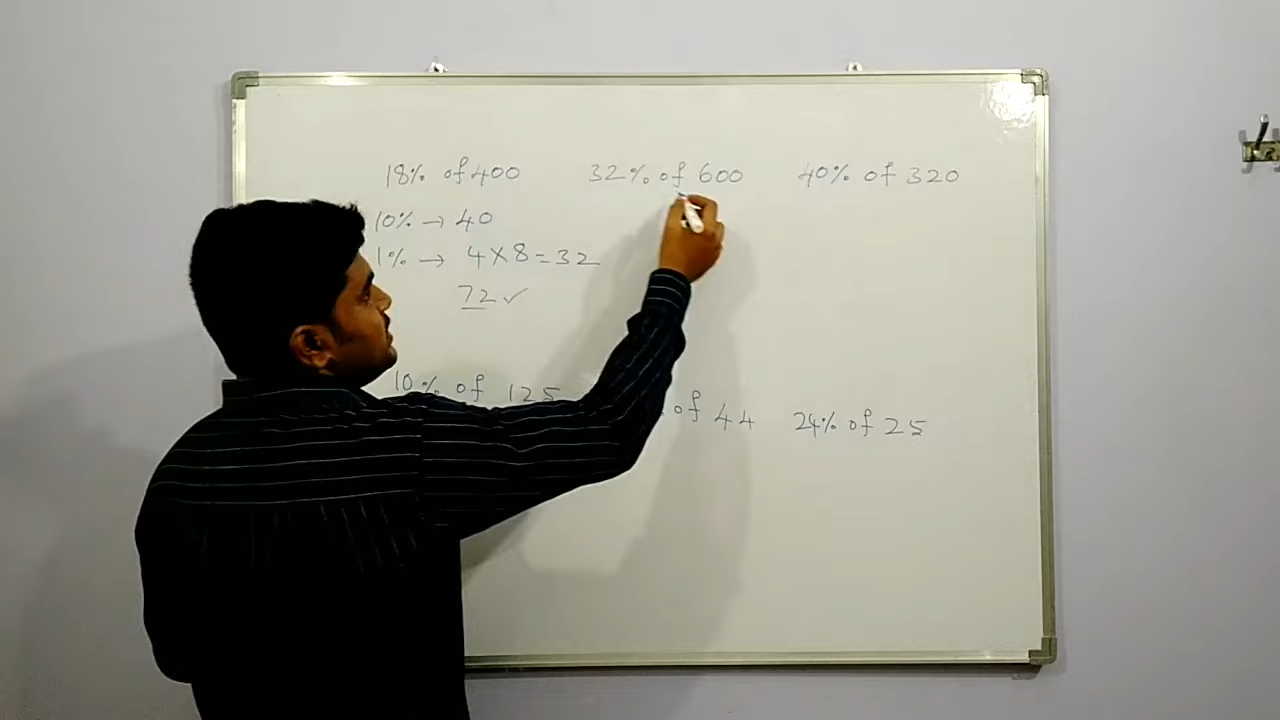 18% of 400
10% → 40
1% → 4×8=32
72 ✓
32% of 600
40% of 320
10% of 125
of 44
24% of 25